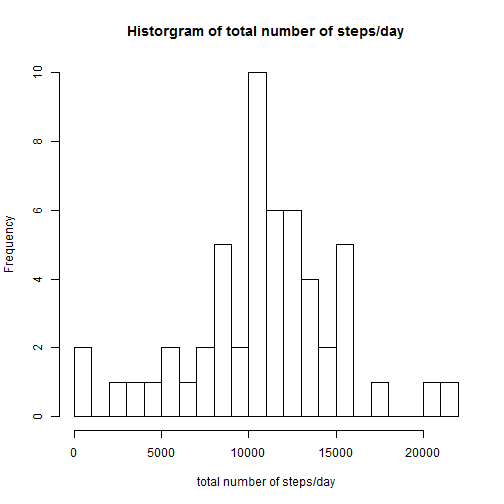 Historgram of total number of steps/day
Frequency
10
8
6
4
2
0
0 5000 10000 15000 20000
total number of steps/day